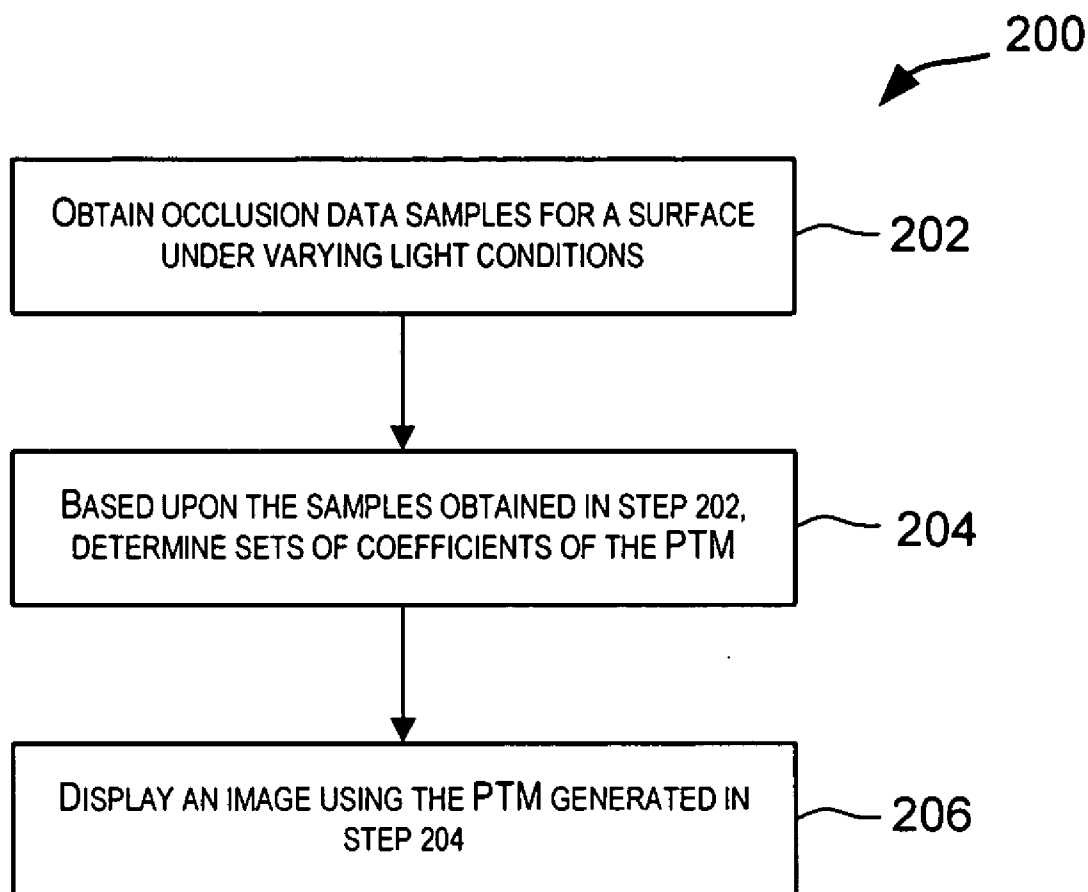 200
OBTAIN OCCLUSION DATA SAMPLES FOR A SURFACE
UNDER VARYING LIGHT CONDITIONS
202
BASED UPON THE SAMPLES OBTAINED IN STEP 202,
DETERMINE SETS OF COEFFICIENTS OF THE PTM
204
DISPLAY AN IMAGE USING THE PTM GENERATED IN
STEP 204
206